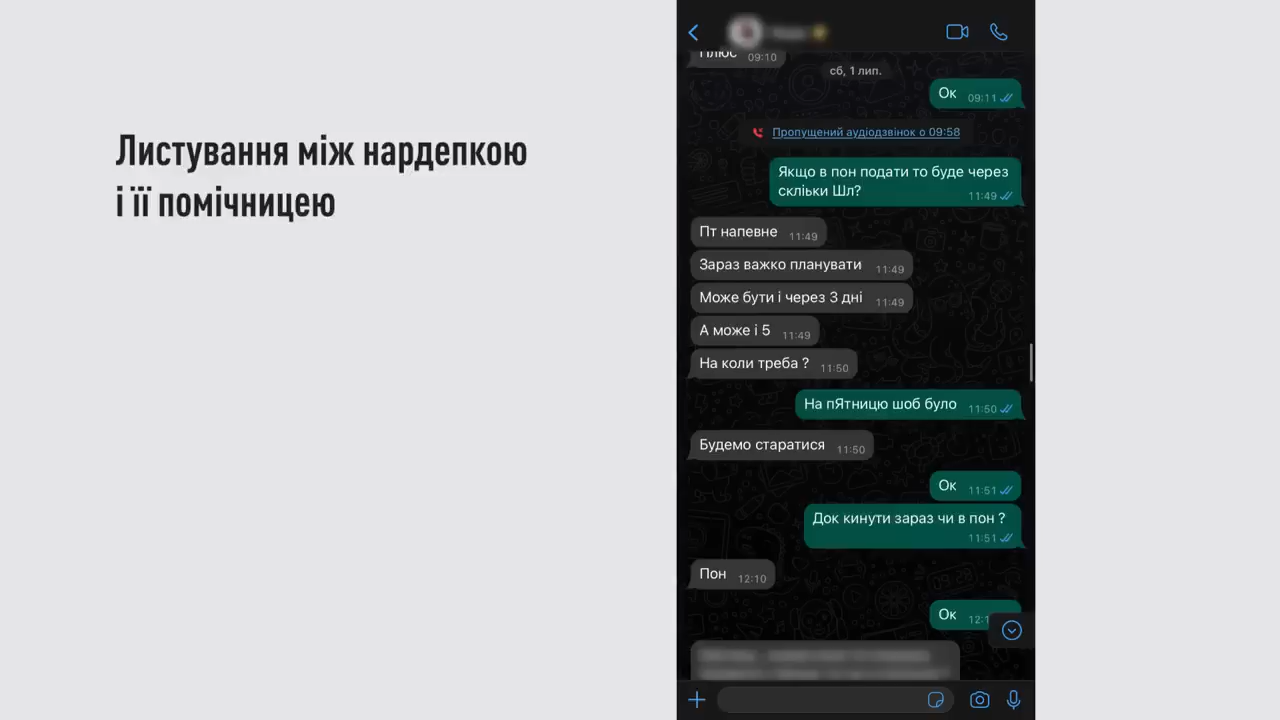 Листування між нардепкою
і її помічницею
Плюс 09:10
сб, 1 лип.
Ок 09:11
Пропущений аудіодзвінок о 09:58
Якщо в пон подати то буде через
скліьки Шл? 11:49
Пт напевне 11:49
Зараз важко планувати 11:49
Може бути і через 3 дні 11:49
А може і 5 11:49
На коли треба ? 11:50
На пЯтницю шоб було 11:50
Будемо старатися 11:50
Ок 11:51
Док кинути зараз чи в пон ?
11:51
Пон 12:10
Ок